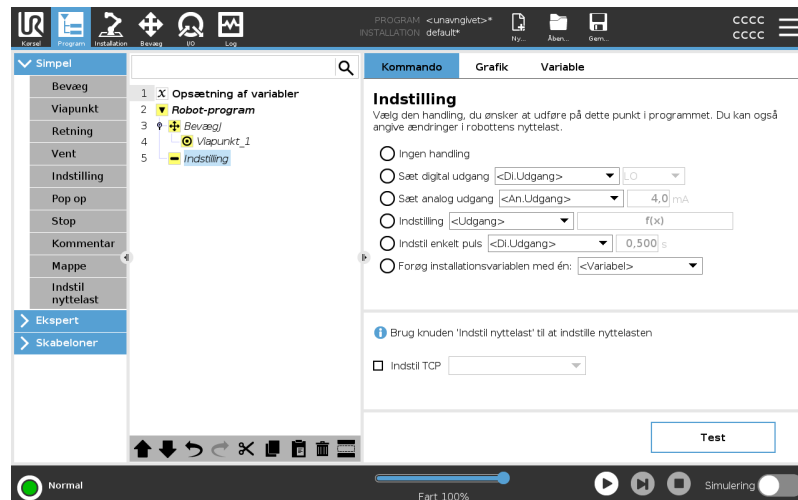 UR
Kørsel
Program
Installation
Bevæg
I/O
Log
PROGRAM <unavngivet>*
INSTALLATION default*
Ny...
Åben...
Gem...
CCCC
CCCC
Simpel
Bevæg
Viapunkt
Retning
Vent
Indstilling
Pop op
Stop
Kommentar
Mappe
Indstil
nyttelast
Ekspert
Skabeloner
1 X Opsætning af variabler
2 Robot-program
3 BevægJ
4 Viapunkt_1
5 Indstilling
Kommando Grafik Variable
Indstilling
Vælg den handling, du ønsker at udføre på dette punkt i programmet. Du kan også
angive ændringer i robottens nyttelast.
Ingen handling
Sæt digital udgang <Di.Udgang> LO
Sæt analog udgang <An.Udgang> 4,0 mA
Indstilling <Udgang> f(x)
Indstil enkelt puls <Di.Udgang> 0,500 s
Forøg installationsvariablen med én: <Variabel>
Brug knuden 'Indstil nyttelast' til at indstille nyttelasten
Indstil TCP
Test
Normal
Fart 100%
Simulering